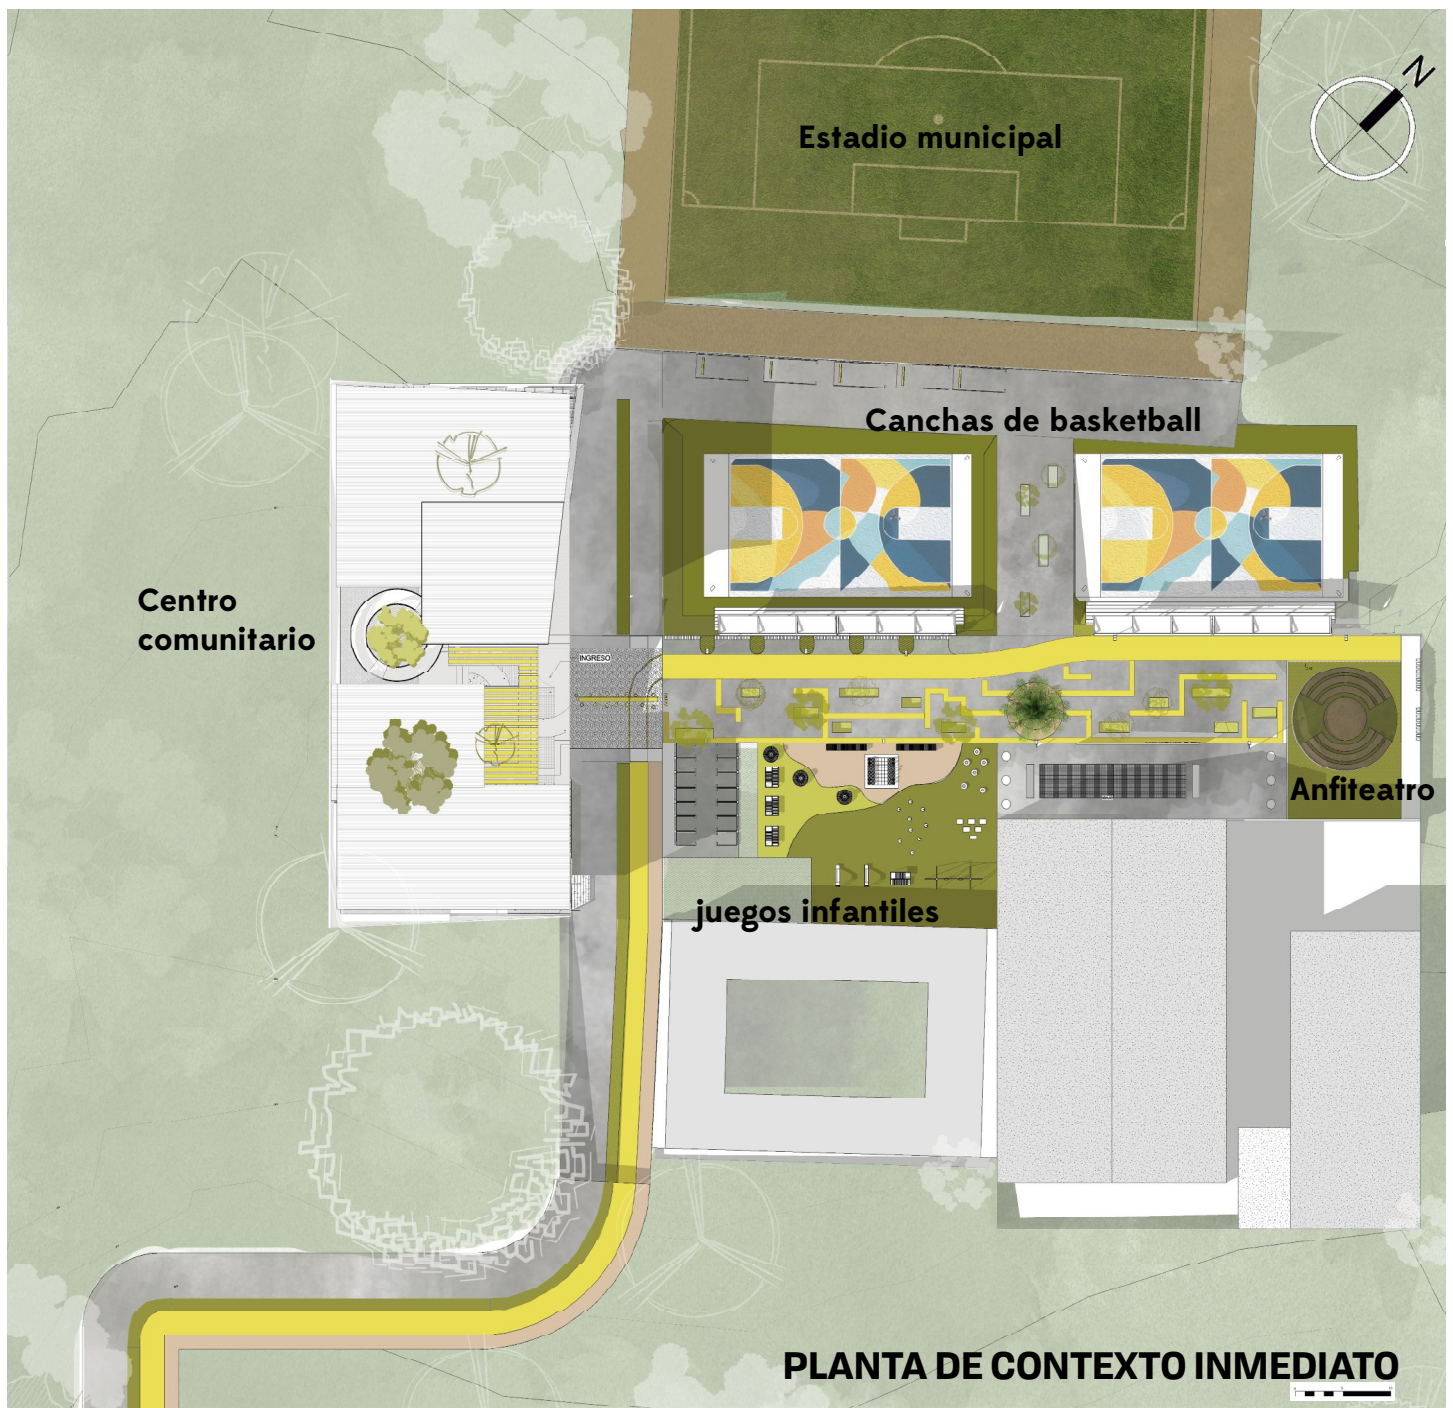 N
Estadio municipal
Canchas de basketball
Centro
comunitario
INGRESO
Anfiteatro
juegos infantiles
PLANTA DE CONTEXTO INMEDIATO